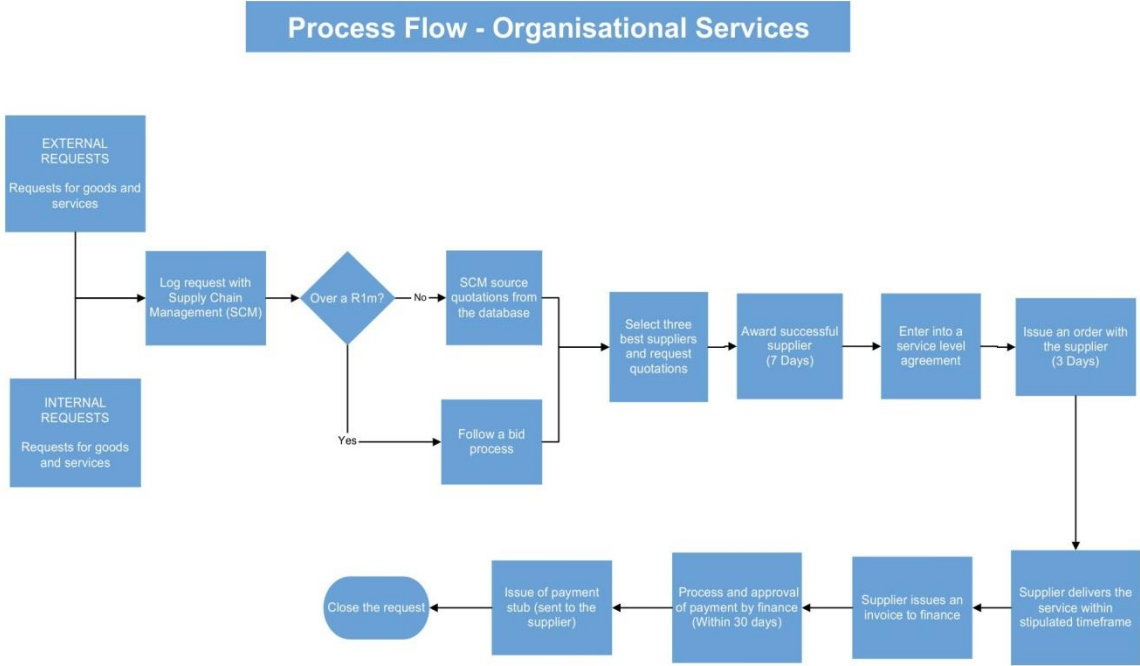 Process Flow - Organisational Services
EXTERNAL
REQUESTS
Requests for goods and
services
INTERNAL
REQUESTS
Requests for goods
and services
Log request with
Supply Chain
Management (SCM)
Over a R1m?
No
Yes
SCM source
quotations from
the database
Follow a bid
process
Select three
best suppliers
and request
quotations
Award successful
supplier
(7 Days)
Enter into a
service level
agreement
Issue an order with
the supplier
(3 Days)
Supplier delivers the
service within
stipulated timeframe
Supplier issues an
invoice to finance
Process and approval
of payment by finance
(Within 30 days)
Issue of payment
stub (sent to the
supplier)
Close the request